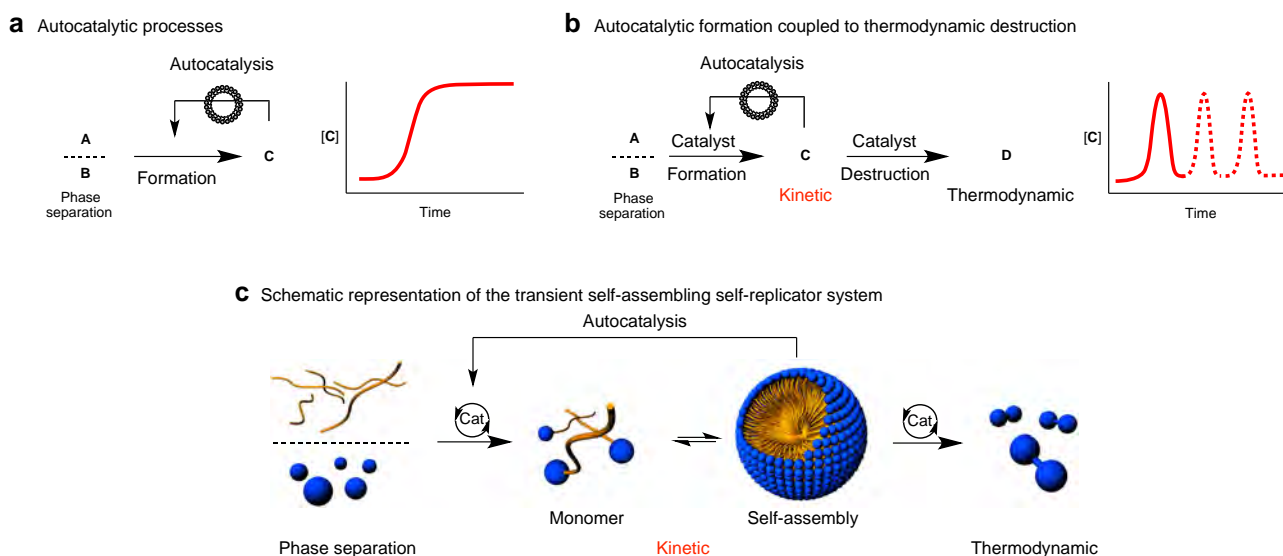 a Autocatalytic processes
Autocatalysis
A
B
Phase
separation
Formation
C
[C]
Time
b Autocatalytic formation coupled to thermodynamic destruction
Autocatalysis
A
B
Phase
separation
Catalyst
Formation
C
Kinetic
Catalyst
Destruction
D
Thermodynamic
[C]
Time
c Schematic representation of the transient self-assembling self-replicator system
Autocatalysis
Cat
Cat
Monomer
Self-assembly
Phase separation
Kinetic
Thermodynamic